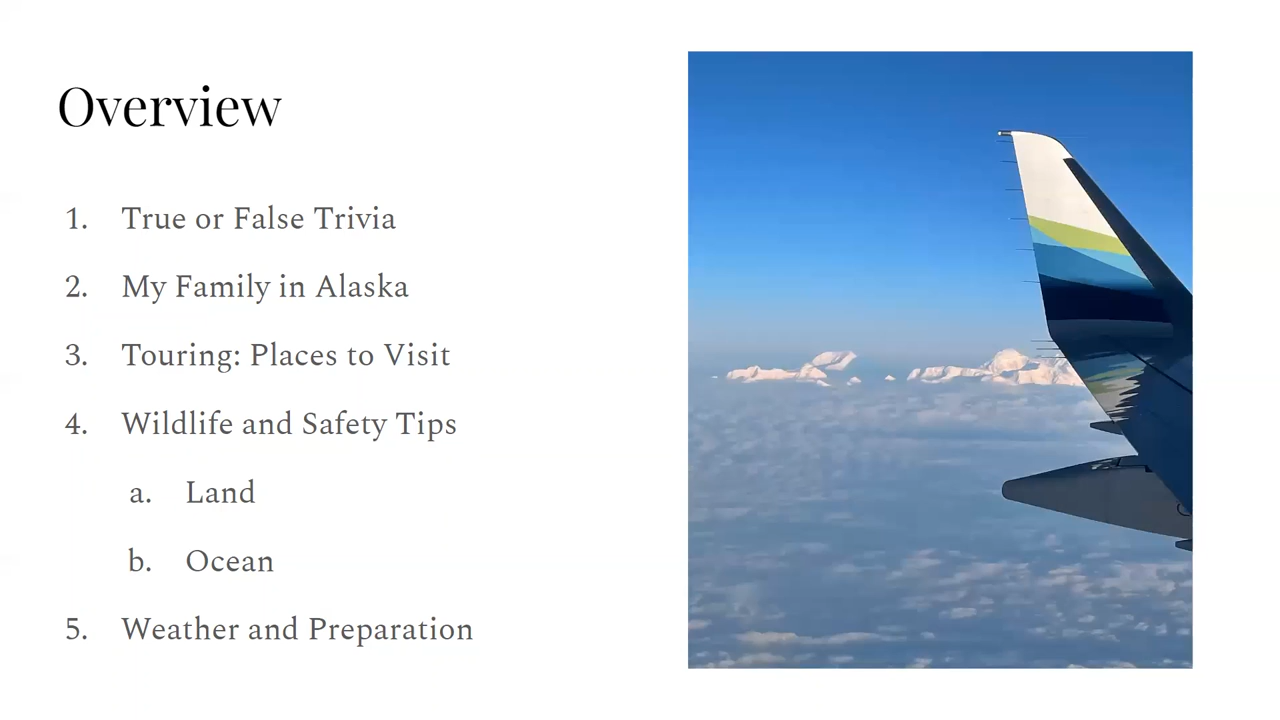 Overview
1. True or False Trivia
2. My Family in Alaska
3. Touring: Places to Visit
4. Wildlife and Safety Tips
a. Land
b. Ocean
5. Weather and Preparation